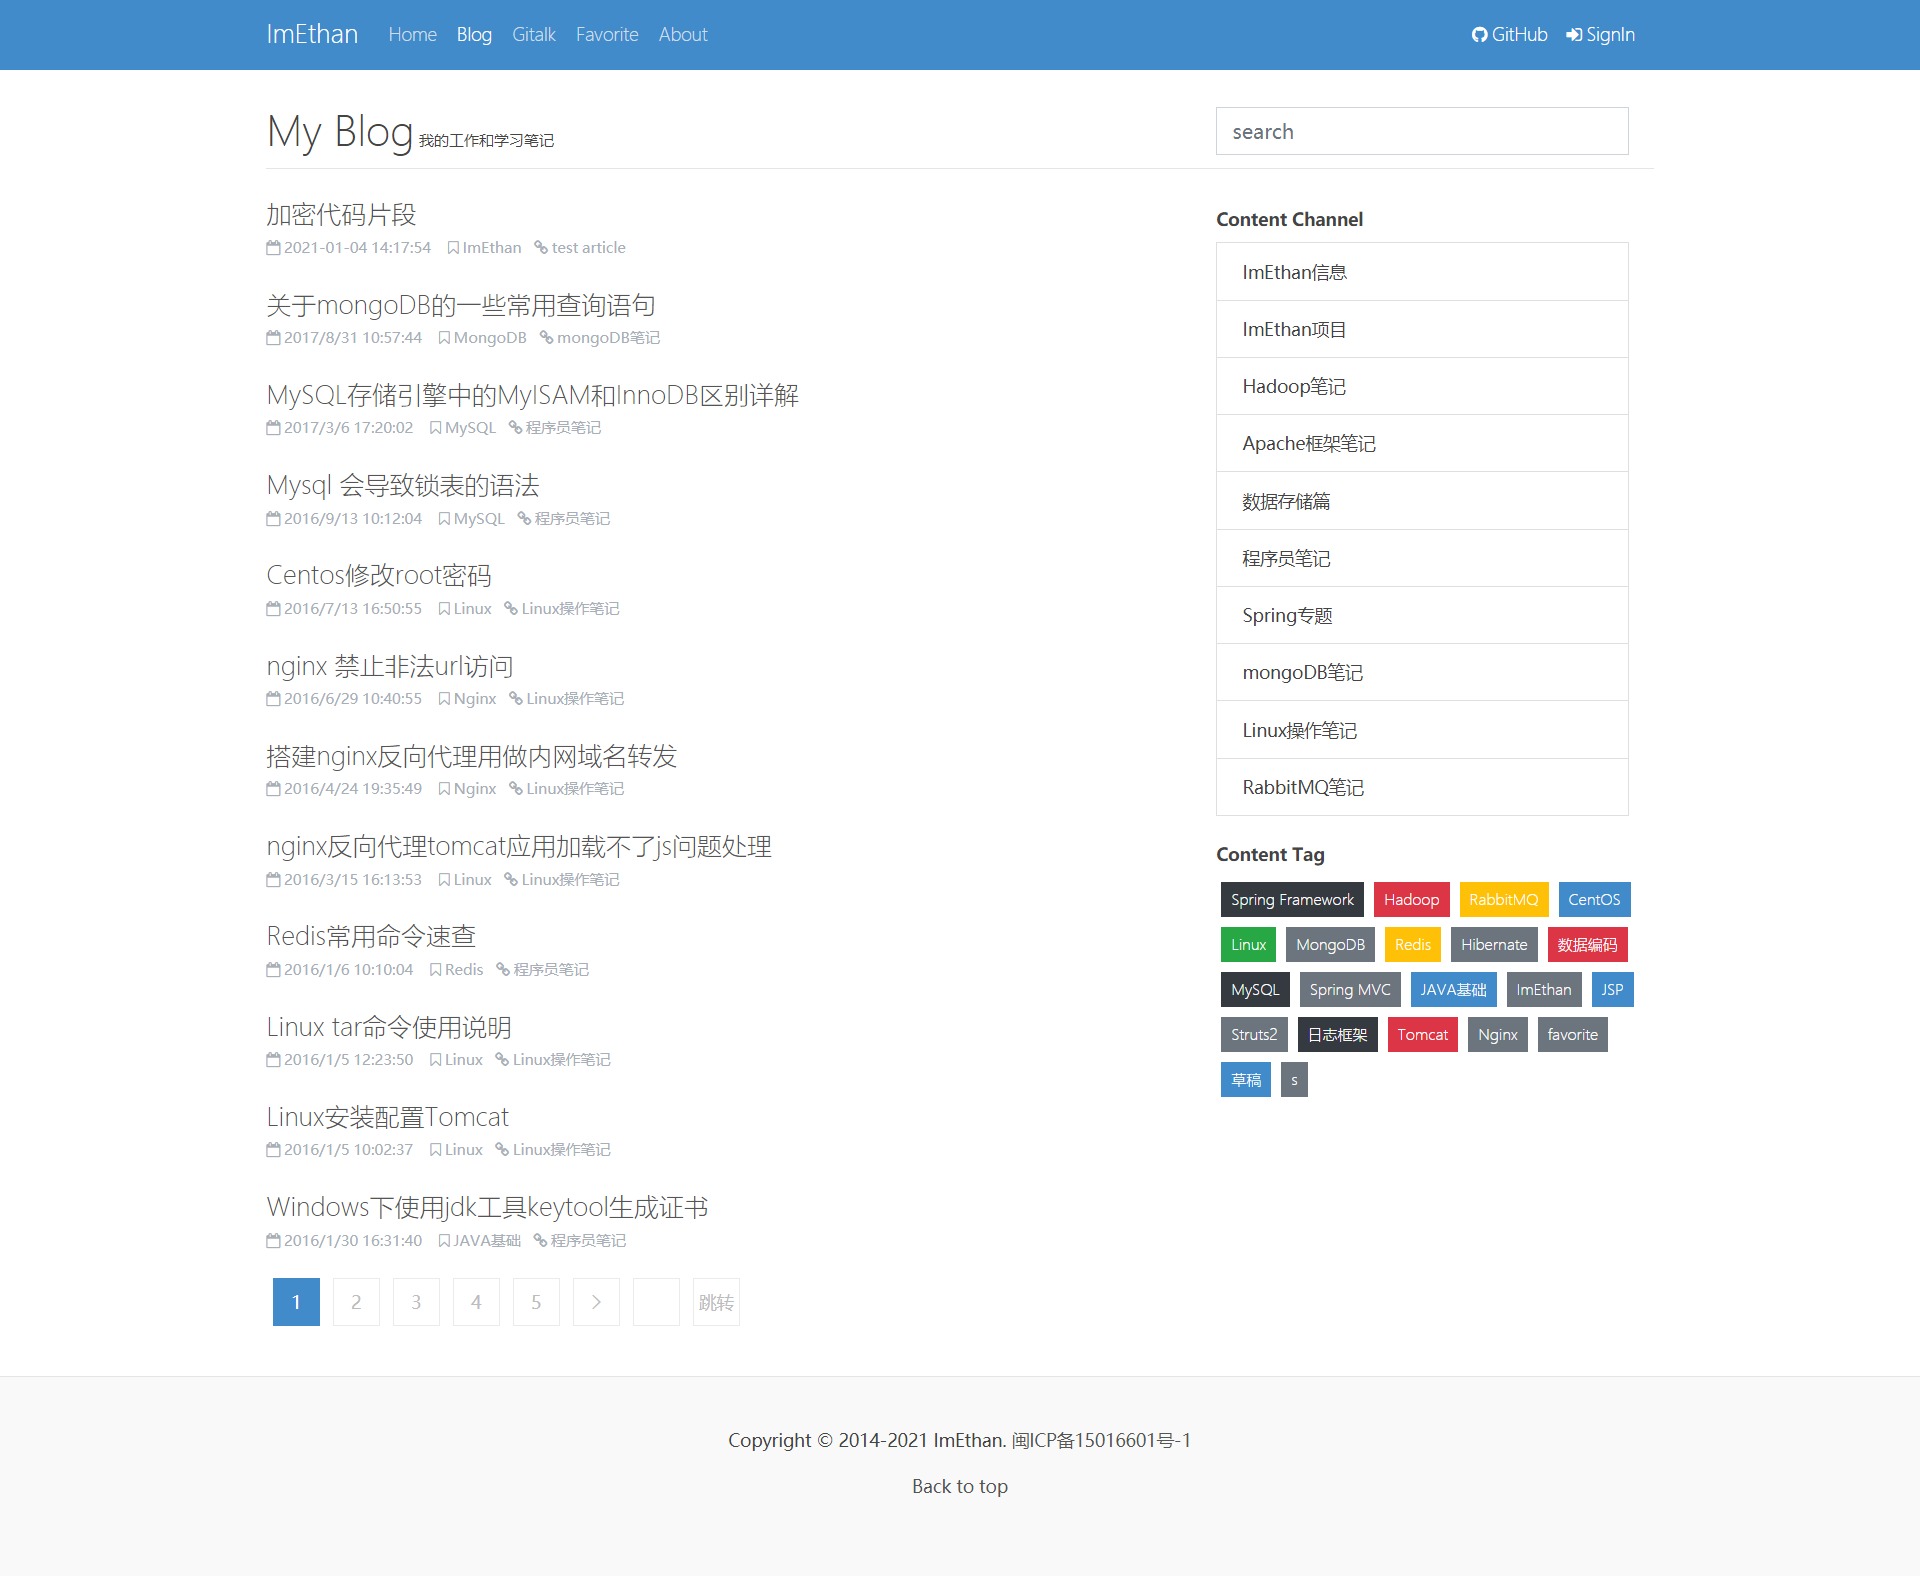 ImEthan Home Blog Gitalk Favorite About GitHub SignIn
My Blog 我的工作和学习笔记
search
加密代码片段
2021-01-04 14:17:54 ImEthan test article
关于mongoDB的一些常用查询语句
2017/8/31 10:57:44 MongoDB mongoDB笔记
MySQL存储引擎中的MyISAM和InnoDB区别详解
2017/3/6 17:20:02 MySQL 程序员笔记
Mysql 会导致锁表的语法
2016/9/13 10:12:04 MySQL 程序员笔记
Centos修改root密码
2016/7/13 16:50:55 Linux Linux操作笔记
nginx 禁止非法url访问
2016/6/29 10:40:55 Nginx Linux操作笔记
搭建nginx反向代理用做内网域名转发
2016/4/24 19:35:49 Nginx Linux操作笔记
nginx反向代理tomcat应用加载不了js问题处理
2016/3/15 16:13:53 Linux Linux操作笔记
Redis常用命令速查
2016/1/6 10:10:04 Redis 程序员笔记
Linux tar命令使用说明
2016/1/5 12:23:50 Linux Linux操作笔记
Linux安装配置Tomcat
2016/1/5 10:02:37 Linux Linux操作笔记
Windows下使用jdk工具keytool生成证书
2016/1/30 16:31:40 JAVA基础 程序员笔记
1 2 3 4 5 > 跳转
Content Channel
ImEthan信息
ImEthan项目
Hadoop笔记
Apache框架笔记
数据存储篇
程序员笔记
Spring专题
mongoDB笔记
Linux操作笔记
RabbitMQ笔记
Content Tag
Spring Framework Hadoop RabbitMQ CentOS
Linux MongoDB Redis Hibernate 数据编码
MySQL Spring MVC JAVA基础 ImEthan JSP
Struts2 日志框架 Tomcat Nginx favorite
草稿 s
Copyright © 2014-2021 ImEthan. 闽ICP备15016601号-1
Back to top